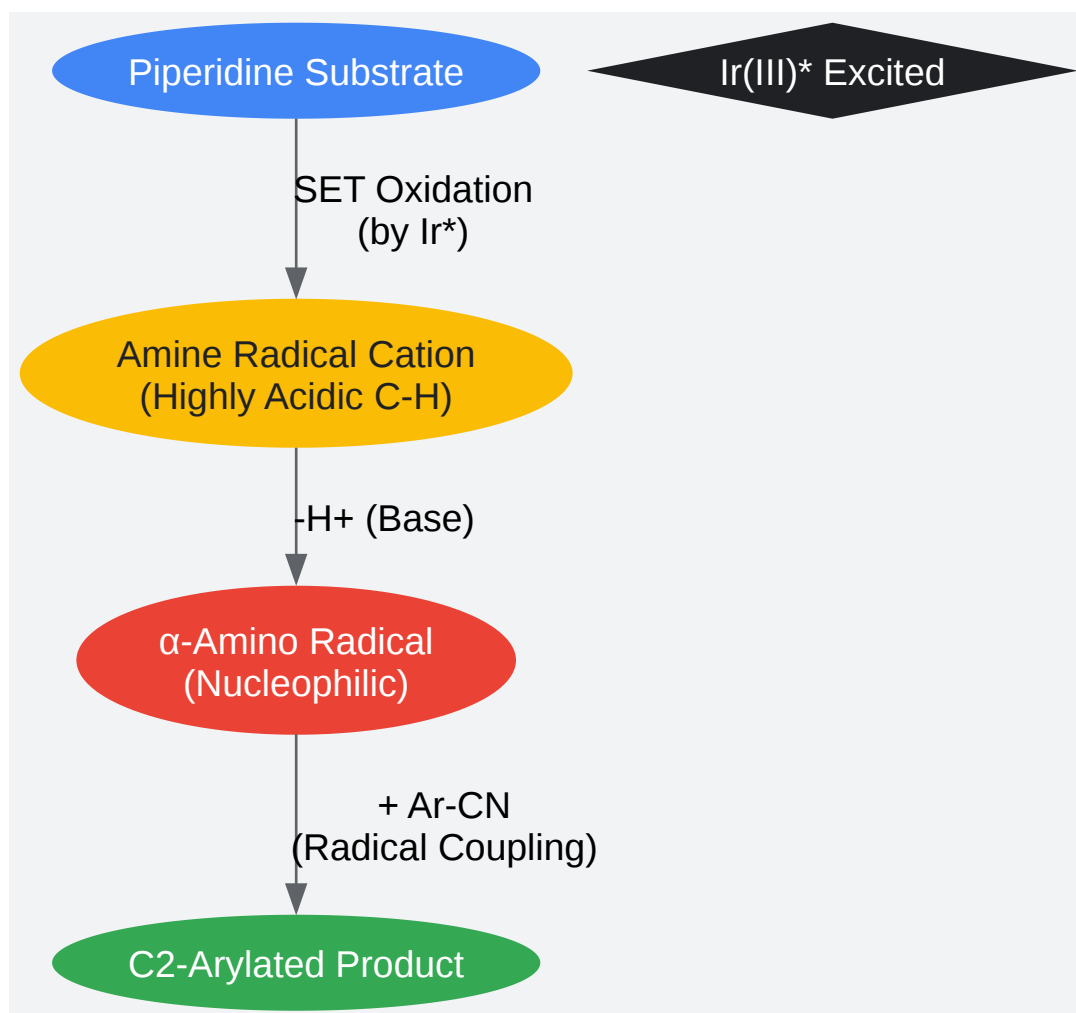 Piperidine Substrate
Ir(III)* Excited
SET Oxidation
(by Ir*)
Amine Radical Cation
(Highly Acidic C-H)
-H+ (Base)
α-Amino Radical
(Nucleophilic)
+ Ar-CN
(Radical Coupling)
C2-Arylated Product